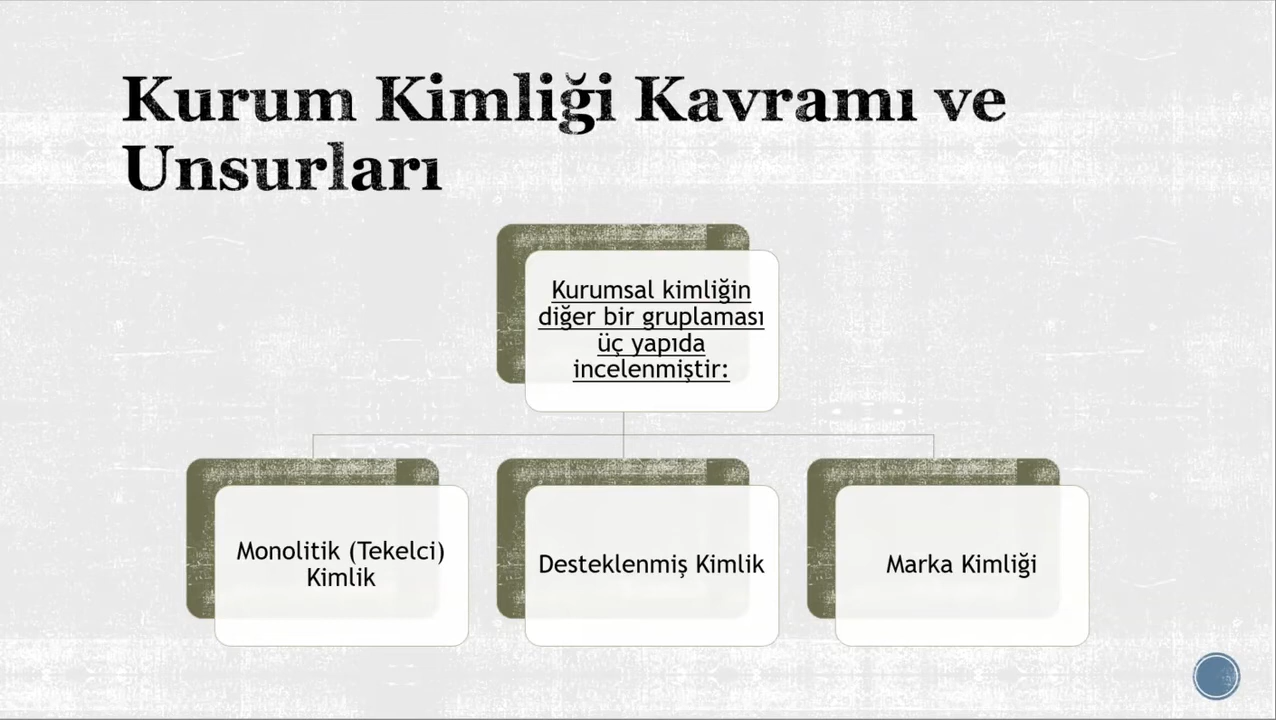 Kurum Kimliği Kavramı ve
Unsurları
Kurumsal kimliğin
diğer bir gruplaması
üç yapıda
incelenmiştir:
Monolitik (Tekelci)
Kimlik
Desteklenmiş Kimlik
Marka Kimliği